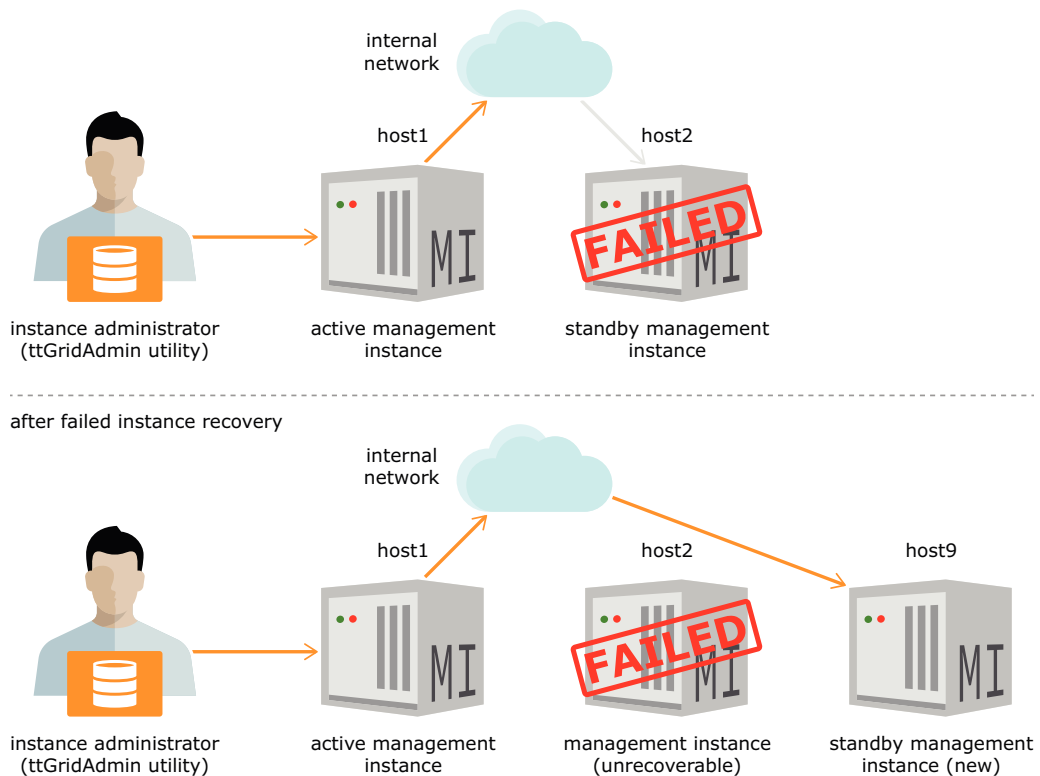 internal
network
host1
host2
MI
MI
FAILED
instance administrator
(ttGridAdmin utility)
active management
instance
standby management
instance
after failed instance recovery
internal
network
host1
host2
host9
MI
MI
FAILED
MI
instance administrator
(ttGridAdmin utility)
active management
instance
management instance
(unrecoverable)
standby management
instance (new)